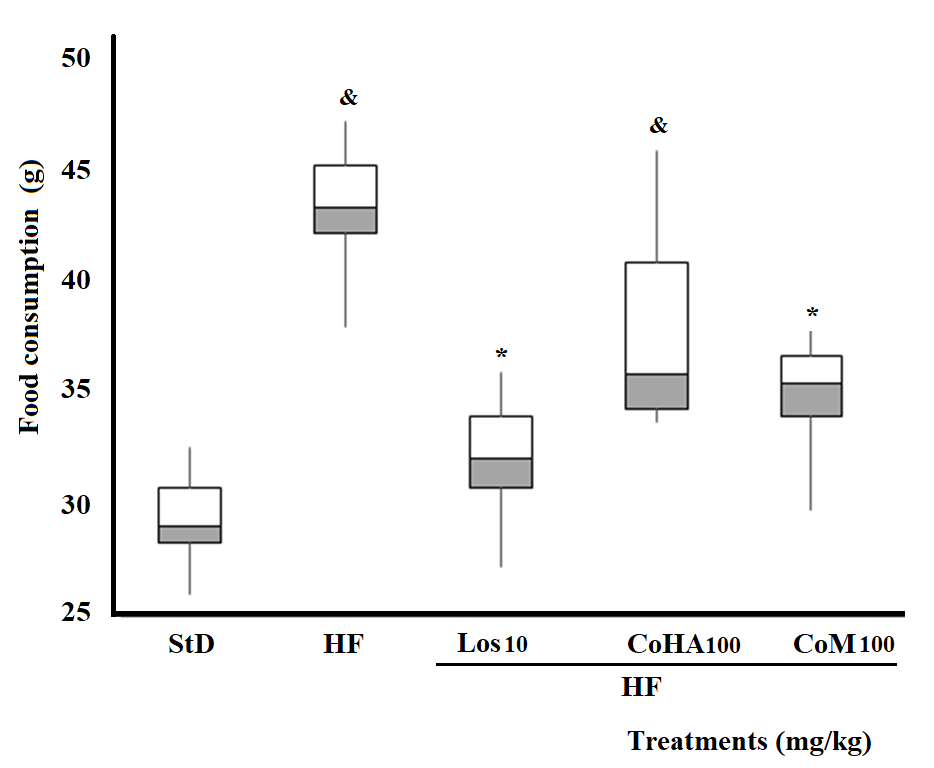 50
&
&
45
Food consumption (g)
40
*
*
35
30
25
StD HF Los10 CoHA100 CoM100
HF
Treatments (mg/kg)